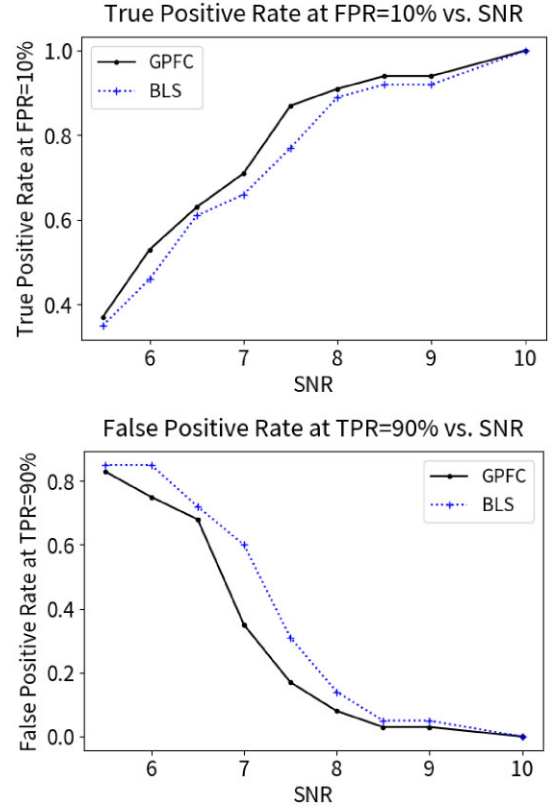 True Positive Rate at FPR=10% vs. SNR
True Positive Rate at FPR=10%
1.0
0.8
0.6
0.4
GPFC
BLS
6 7 8 9 10
SNR
False Positive Rate at TPR=90% vs. SNR
False Positive Rate at TPR=90%
0.8
0.6
0.4
0.2
0.0
GPFC
BLS
6 7 8 9 10
SNR